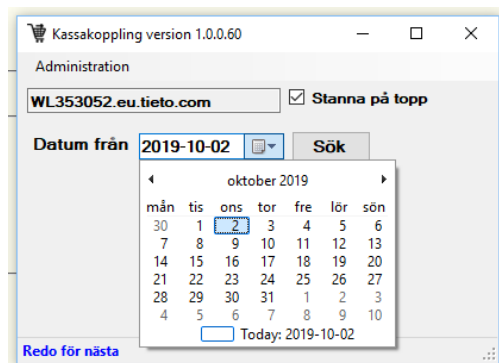 Kassakoppling version 1.0.0.60
Administration
WL353052.eu.tieto.com Stanna på topp
Datum från 2019-10-02 Sök
oktober 2019
mån tis ons tor fre lör sön
30 1 2 3 4 5 6
7 8 9 10 11 12 13
14 15 16 17 18 19 20
21 22 23 24 25 26 27
28 29 30 31 1 2 3
4 5 6 7 8 9 10
Today: 2019-10-02
Redo för nästa